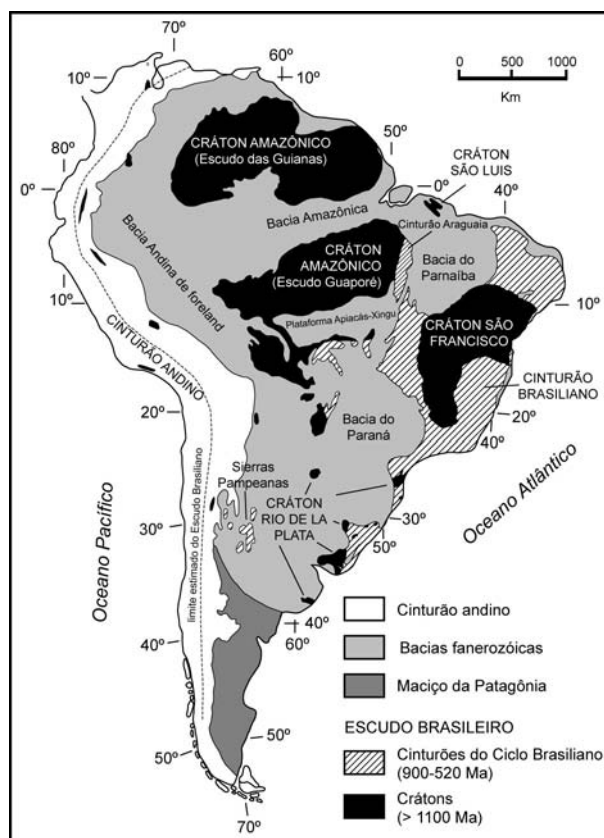 70º
60º
10º
10º
0
500
1000
Km
CRÁTON AMAZÔNICO
(Escudo das Guianas)
50º
80º
CRÁTON
SÃO LUIS
0º
0º
40º
Bacia Amazônica
Cinturão Araguaia
Bacia do
Parnaíba
Bacia Andina de foreland
CRÁTON
AMAZÔNICO
(Escudo Guaporé)
10º
10º
Plataforma Apiacás-Xingu
CRÁTON SÃO
FRANCISCO
CINTURÃO ANDINO
CINTURÃO
BRASILIANO
20º
20º
40º
Bacia do
Paraná
Oceano Pacífico
limite estimado do Escudo Brasiliano
Sierras
Pampeanas
CRÁTON
RIO DE LA
PLATA
Oceano Atlântico
30º
30º
50º
40º
60º
40º
50º
50º
70º
Cinturão andino
Bacias fanerozóicas
Maciço da Patagônia
ESCUDO BRASILEIRO
Cinturões do Ciclo Brasiliano
(900-520 Ma)
Crátons
(> 1100 Ma)